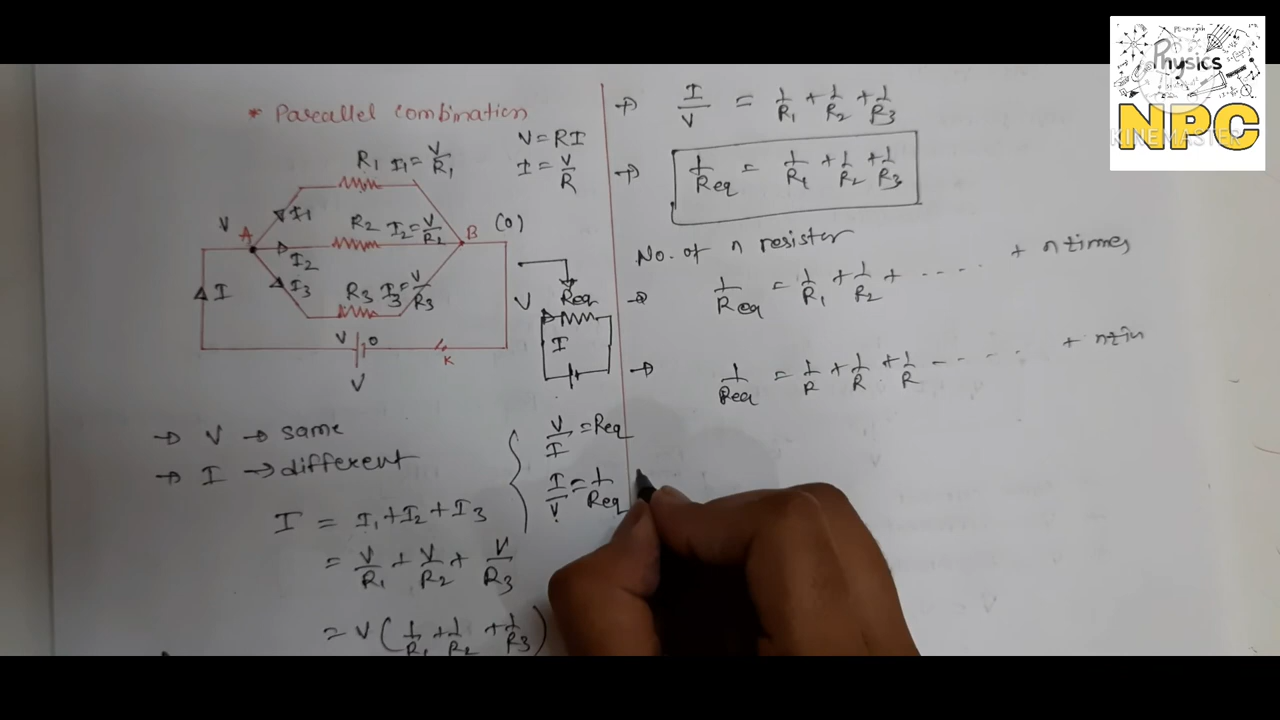 Physics
NPC
KINEMASTER
* Parallel combination
V = RI
I = V/R
R1 I1 = V/R1
V
A
I1
R2 I2 = V/R2
B (0)
I2
I3
R3 I3 = V/R3
I
V 0
K
V
Req
V
I
→ V → same
→ I → different
I = I1 + I2 + I3
= V/R1 + V/R2 + V/R3
= V ( 1/R1 + 1/R2 + 1/R3 )
V/I = Req
I/V = 1/Req
→ I/V = 1/R1 + 1/R2 + 1/R3
→ 1/Req = 1/R1 + 1/R2 + 1/R3
No. of n resister
→ 1/Req = 1/R1 + 1/R2 + ..... + n times
→ 1/Req = 1/R + 1/R + 1/R ----- + n tim